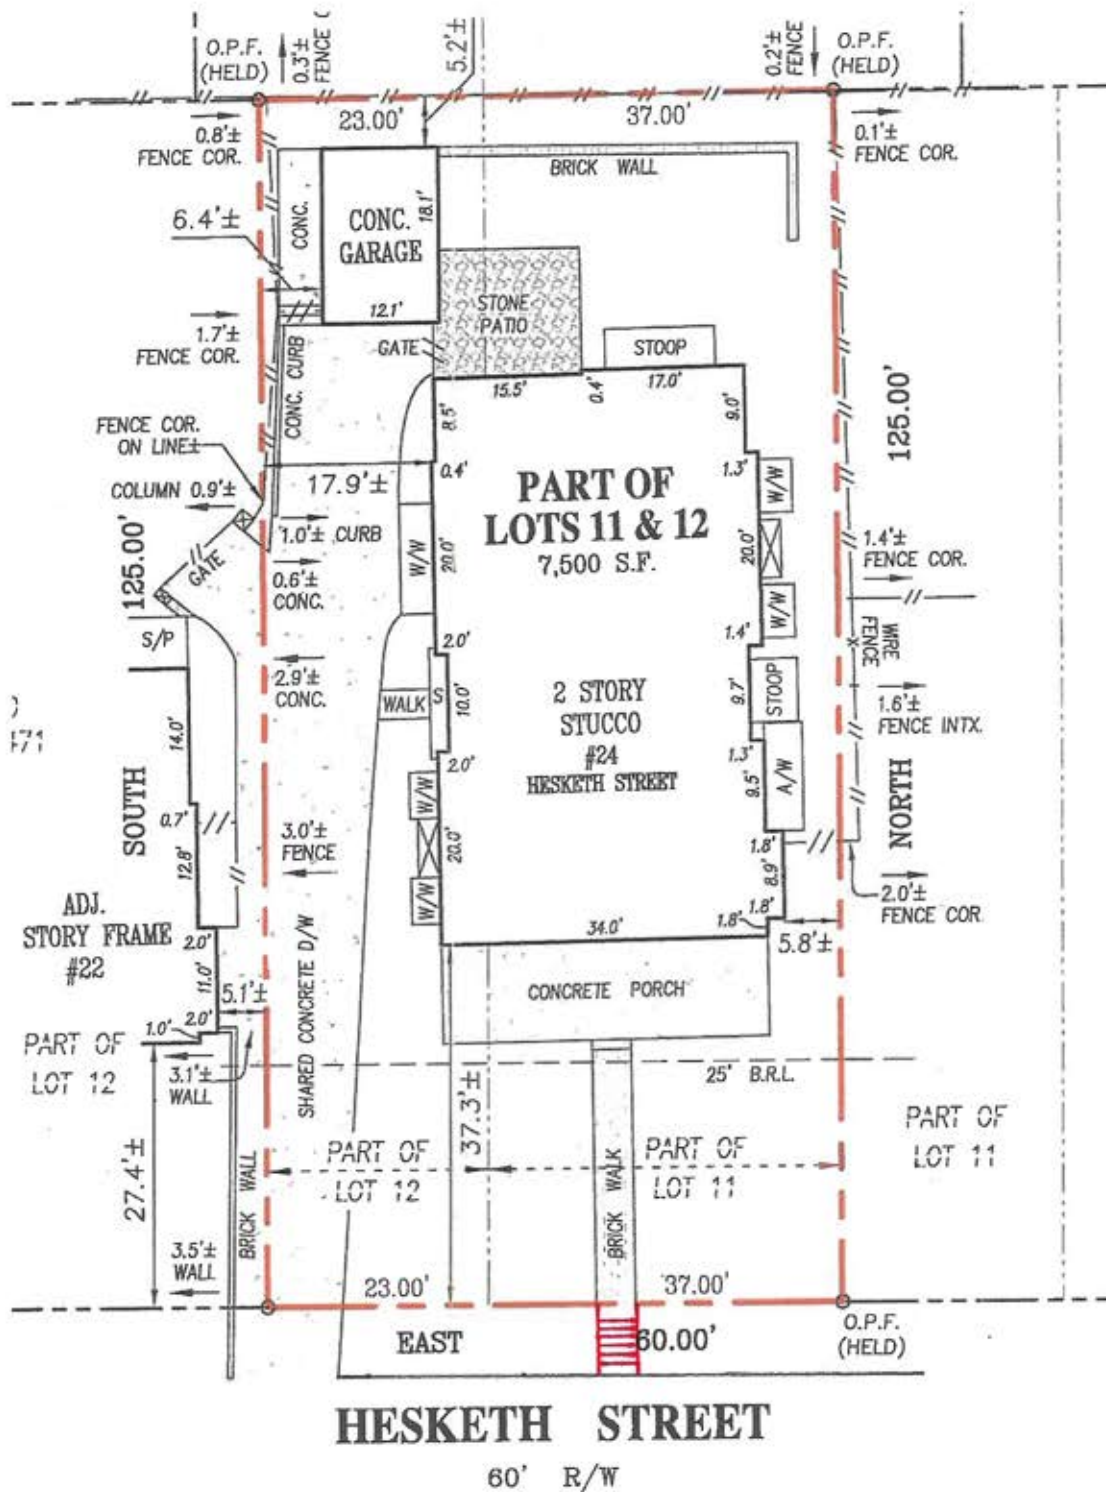 O.P.F.
(HELD)
0.3'±
FENCE
5.2'±
0.2'±
FENCE
O.P.F.
(HELD)
23.00'
37.00'
0.8'±
FENCE COR.
0.1'±
FENCE COR.
BRICK WALL
6.4'±
CONC.
CONC.
GARAGE
18.1'
12.1'
STONE
PATIO
1.7'±
FENCE COR.
CONC. CURB
GATE
STOOP
15.5'
0.4'
17.0'
8.5'
9.0'
125.00'
FENCE COR.
ON LINE±
0.4'
1.3'
17.9'±
W/W
COLUMN 0.9'±
PART OF
LOTS 11 & 12
7,500 S.F.
1.0'± CURB
GATE
125.00'
0.6'±
CONC.
W/W
20.0'
20.0'
1.4'±
FENCE COR.
W/W
S/P
2.0'
1.4'
WIRE
FENCE
2.9'±
CONC.
WALK
S
10.0'
9.7'
STOOP
1.6'±
FENCE INTX.
2 STORY
STUCCO
#24
HESKETH STREET
471
14.0'
SOUTH
2.0'
1.3'
9.5'
A/W
NORTH
W/W
0.7'
3.0'±
FENCE
20.0'
12.8'
1.8'
8.9'
W/W
2.0'±
FENCE COR.
ADJ.
STORY FRAME
#22
2.0'
11.0'
34.0'
1.8'
1.8'
5.8'±
SHARED CONCRETE D/W
5.1'±
CONCRETE PORCH
1.0'
2.0'
PART OF
LOT 12
3.1'±
WALL
25' B.R.L.
37.3'±
PART OF
LOT 11
PART OF
LOT 12
PART OF
LOT 11
27.4'±
BRICK WALL
BRICK WALK
3.5'±
WALL
23.00'
37.00'
EAST
60.00'
O.P.F.
(HELD)
HESKETH STREET
60' R/W